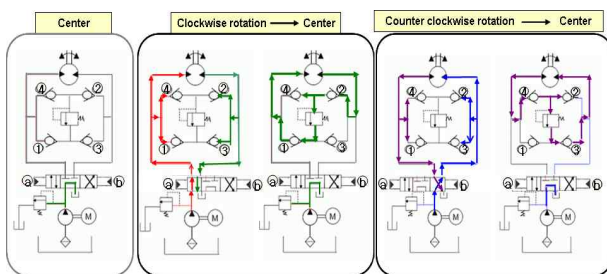 Center
Clockwise rotation Center
Counter clockwise rotation Center
④ ②
① ③
ⓐ ⓑ
M
④ ②
① ③
ⓐ
M
④ ②
① ③
ⓑ
M
④ ②
① ③
ⓐ ⓑ
M
④ ②
① ③
ⓐ ⓑ
M